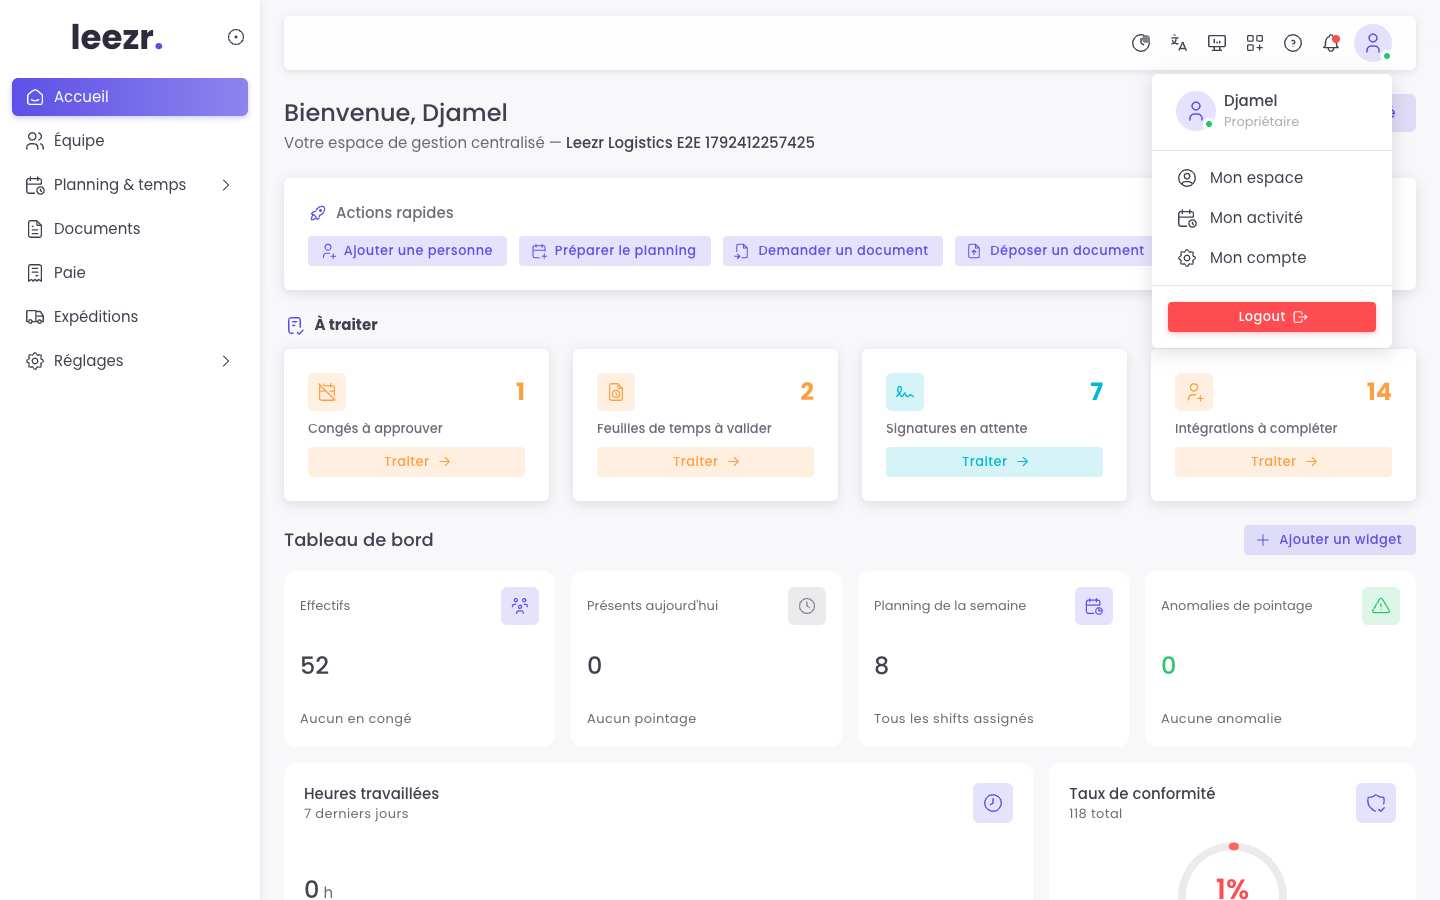 leezr.
Accueil
Équipe
Planning & temps
Documents
Paie
Expéditions
Réglages
Bienvenue, Djamel
Votre espace de gestion centralisé — Leezr Logistics E2E 1792412257425
Djamel
Propriétaire
Mon espace
Mon activité
Mon compte
Logout
Actions rapides
Ajouter une personne
Préparer le planning
Demander un document
Déposer un document
À traiter
1
Congés à approuver
Traiter
2
Feuilles de temps à valider
Traiter
7
Signatures en attente
Traiter
14
Intégrations à compléter
Traiter
Tableau de bord
Ajouter un widget
Effectifs
52
Aucun en congé
Présents aujourd'hui
0
Aucun pointage
Planning de la semaine
8
Tous les shifts assignés
Anomalies de pointage
0
Aucune anomalie
Heures travaillées
7 derniers jours
0 h
Taux de conformité
118 total
1%